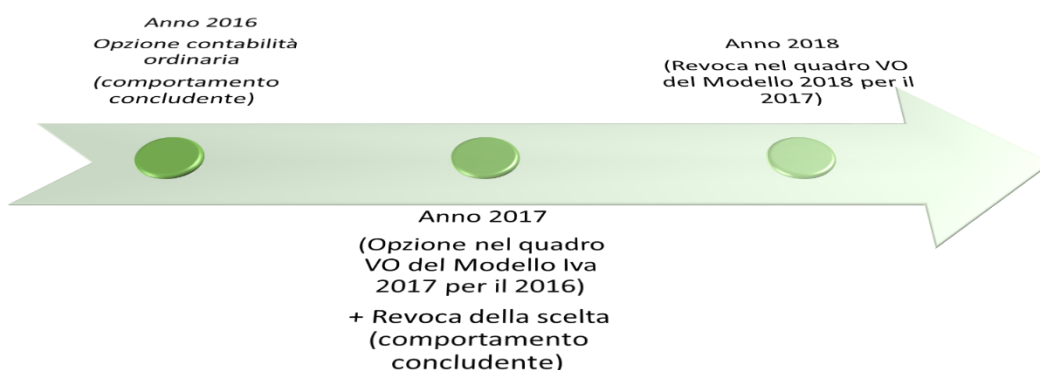 Anno 2016
Opzione contabilità
ordinaria
(comportamento
concludente)
Anno 2017
(Opzione nel quadro
VO del Modello Iva
2017 per il 2016)
+ Revoca della scelta
(comportamento
concludente)
Anno 2018
(Revoca nel quadro VO
del Modello 2018 per il
2017)